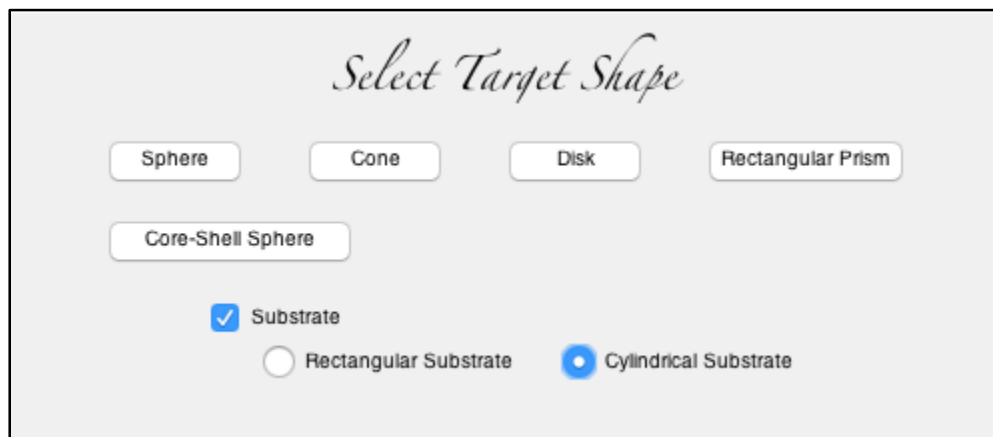 Select Target Shape
Sphere Cone Disk Rectangular Prism
Core-Shell Sphere
Substrate
Rectangular Substrate Cylindrical Substrate